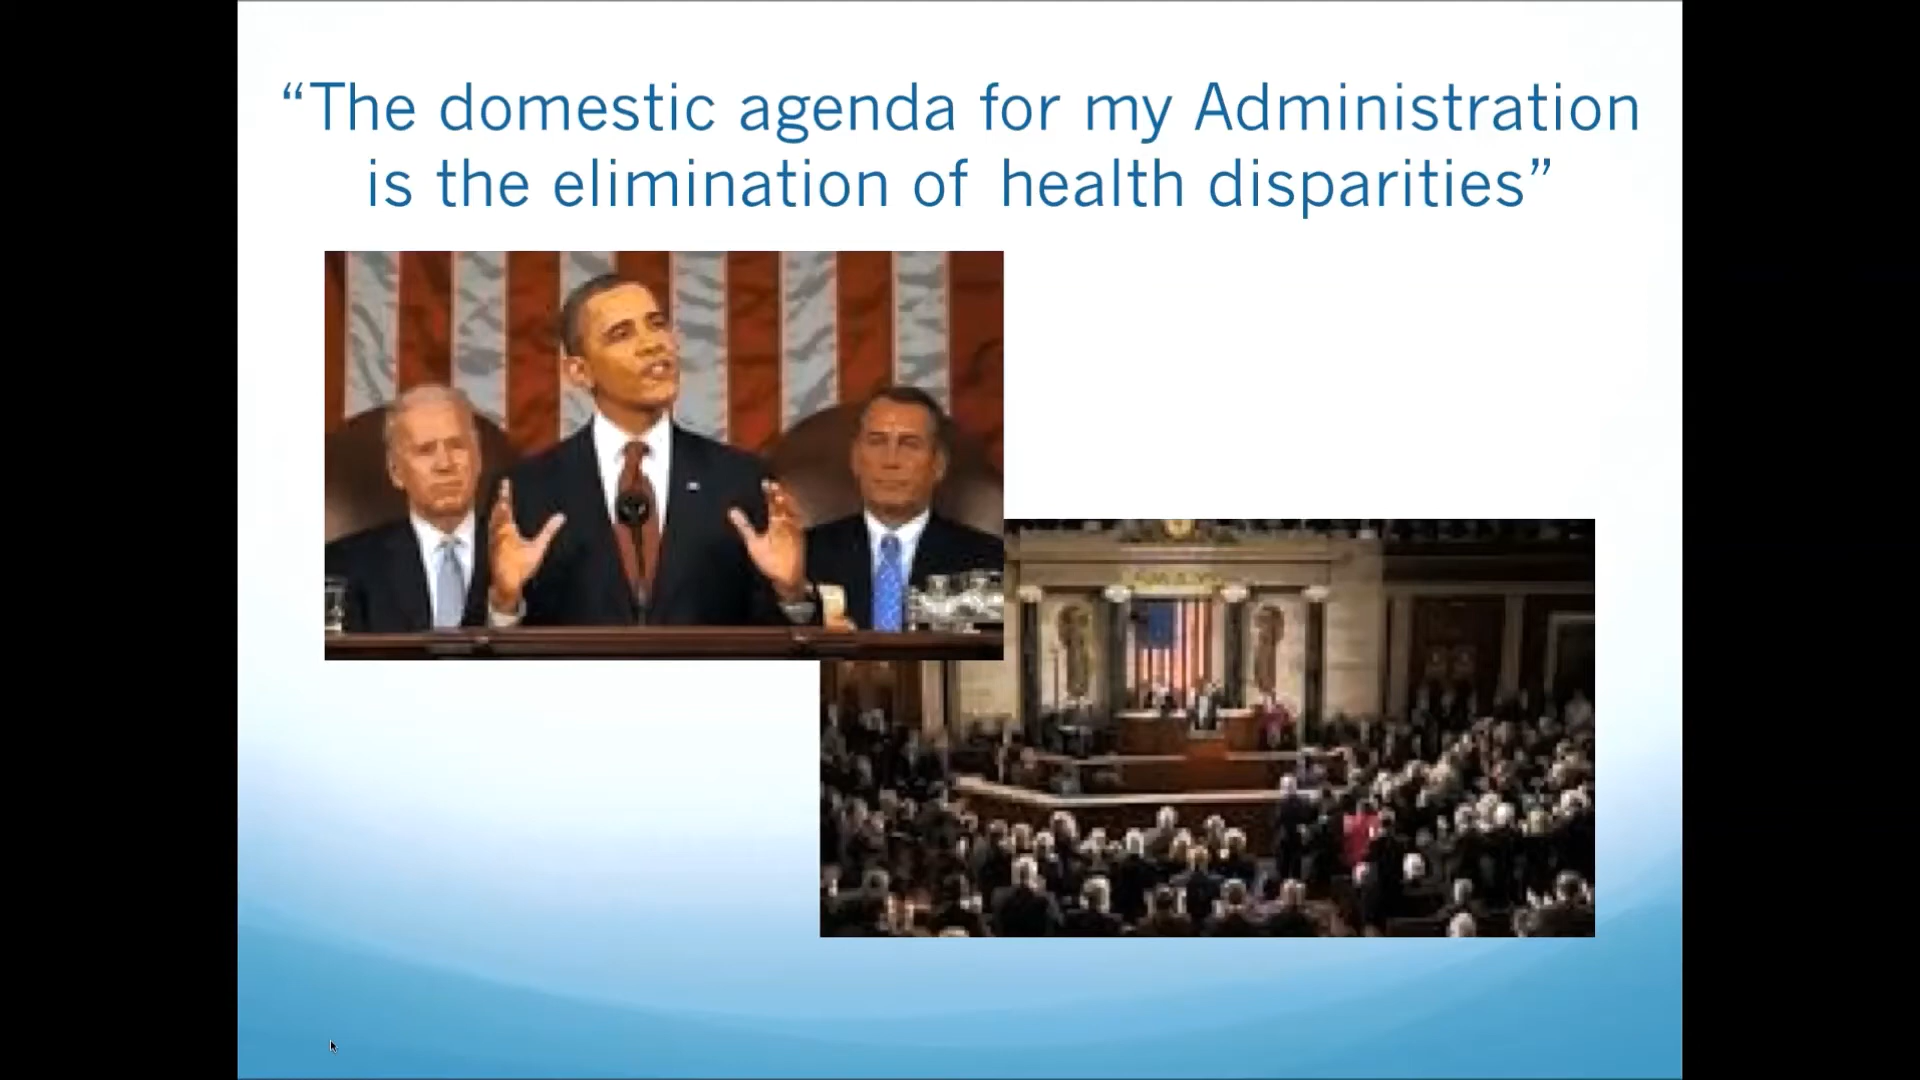 “The domestic agenda for my Administration
is the elimination of health disparities”